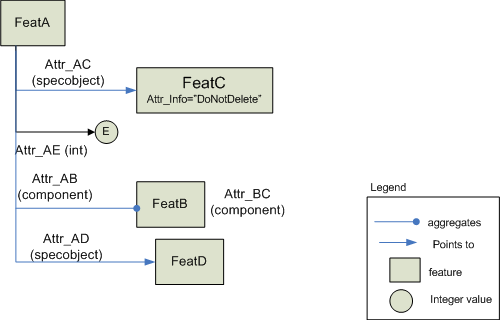 FeatA
Attr_AC
(specobject)
FeatC
Attr_Info="DoNotDelete"
E
Attr_AE (int)
Attr_AB
(component)
FeatB
Attr_BC
(component)
Attr_AD
(specobject)
FeatD
Legend
aggregates
Points to
feature
Integer value